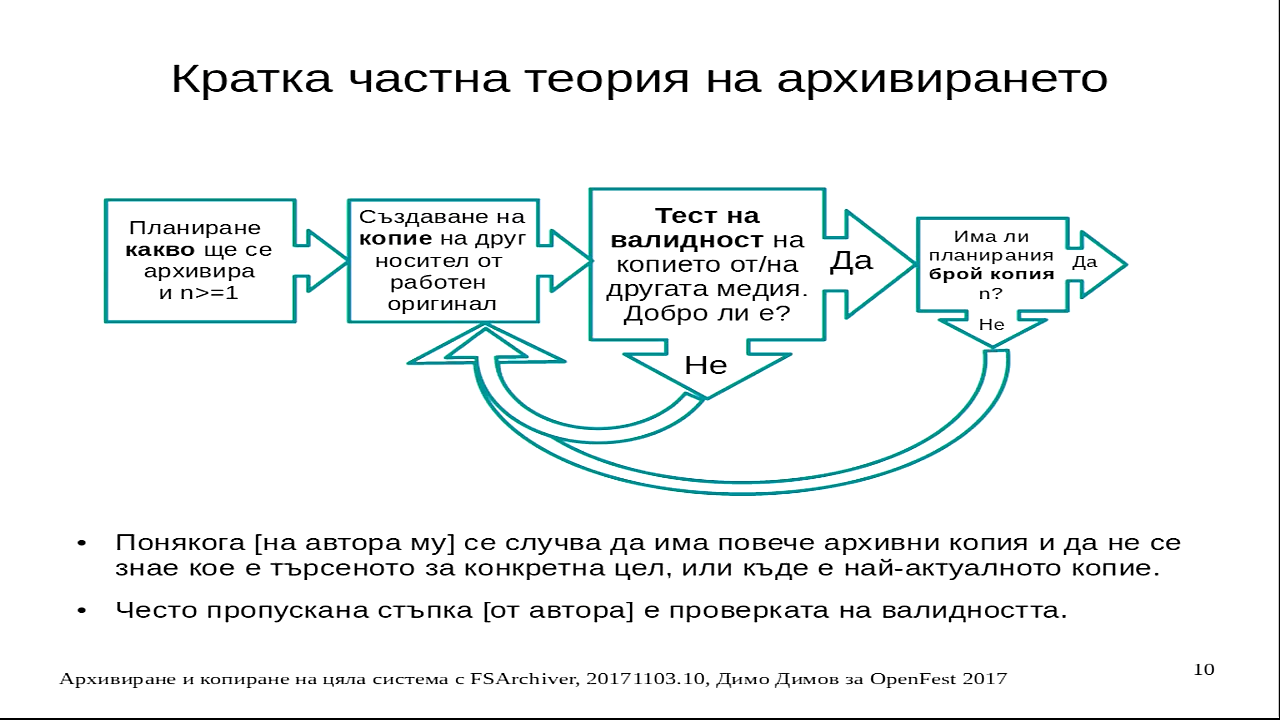 Кратка частна теория на архивирането
Планиране
какво ще се
архивира
и n>=1
Създаване на
копие на друг
носител от
работен
оригинал
Тест на
валидност на
копието от/на
другата медия.
Добро ли е?
Да
Не
Има ли
планирания
брой копия
n?
Да
Не
• Понякога [на автора му] се случва да има повече архивни копия и да не се
знае кое е търсеното за конкретна цел, или къде е най-актуалното копие.
• Често пропускана стъпка [от автора] е проверката на валидността.
Архивиране и копиране на цяла система с FSArchiver, 20171103.10, Димо Димов за OpenFest 2017
10